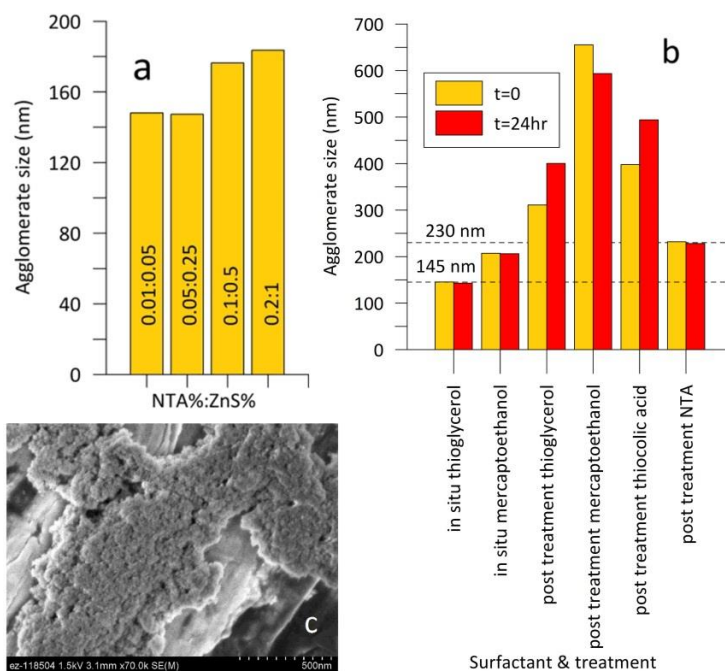 a
Agglomerate size (nm)
200
160
120
80
40
0
0.01:0.05
0.05:0.25
0.1:0.5
0.2:1
NTA%:ZnS%
b
Agglomerate size (nm)
700
600
500
400
300
200
100
0
t=0
t=24hr
230 nm
145 nm
in situ thioglycerol
in situ mercaptoethanol
post treatment thioglycerol
post treatment mercaptoethanol
post treatment thiocolic acid
post treatment NTA
Surfactant & treatment
c
ez-118504 1.5kV 3.1mm x70.0k SE(M)
500nm